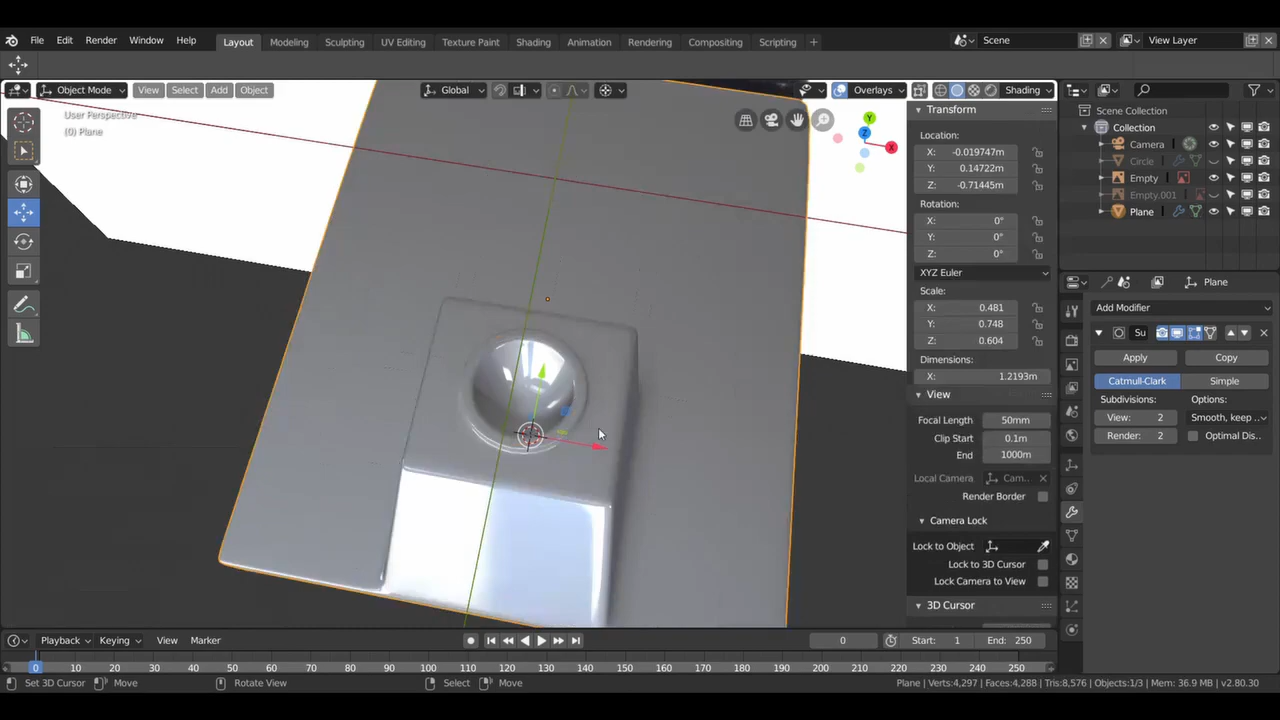 File Edit Render Window Help Layout Modeling Sculpting UV Editing Texture Paint Shading Animation Rendering Compositing Scripting + Scene View Layer
Object Mode View Select Add Object Global Overlays Shading
User Perspective
(0) Plane
Y
Z
X
Transform
Location:
X: -0.019747m
Y: 0.14722m
Z: -0.71445m
Rotation:
X: 0°
Y: 0°
Z: 0°
XYZ Euler
Scale:
X: 0.481
Y: 0.748
Z: 0.604
Dimensions:
X: 1.2193m
View
Focal Length 50mm
Clip Start 0.1m
End 1000m
Local Camera Cam...
Render Border
Camera Lock
Lock to Object
Lock to 3D Cursor
Lock Camera to View
3D Cursor
Scene Collection
Collection
Camera
Circle
Empty
Empty.001
Plane
Plane
Add Modifier
Su
Apply Copy
Catmull-Clark Simple
Subdivisions: Options:
View: 2 Smooth, keep ..
Render: 2 Optimal Dis..
Playback Keying View Marker 0 Start: 1 End: 250
0 10 20 30 40 50 60 70 80 90 100 110 120 130 140 150 160 170 180 190 200 210 220 230 240 250
Set 3D Cursor Move Rotate View Select Move Plane | Verts:4,297 | Faces:4,288 | Tris:8,576 | Objects:1/3 | Mem: 36.9 MB | v2.80.30